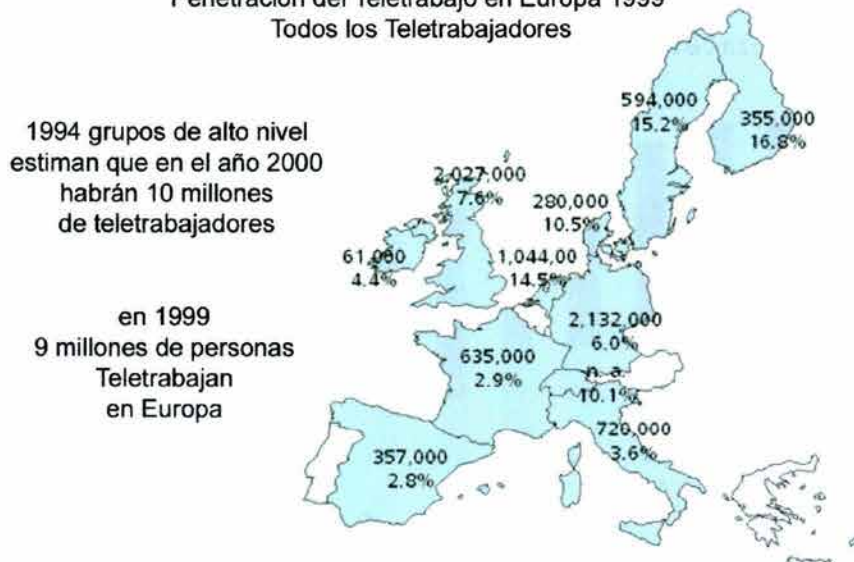 Penetración del Teletrabajo en Europa 1999
Todos los Teletrabajadores
1994 grupos de alto nivel
estiman que en el año 2000
habrán 10 millones
de teletrabajadores
en 1999
9 millones de personas
Teletrabajan
en Europa
594,000
15.2%
355,000
16.8%
2,027,000
7.6%
280,000
10.5%
61,000
4.4%
1,044,00
14.5%
2,132,000
6.0%
635,000
2.9%
n. a.
10.1%
720,000
3.6%
357,000
2.8%